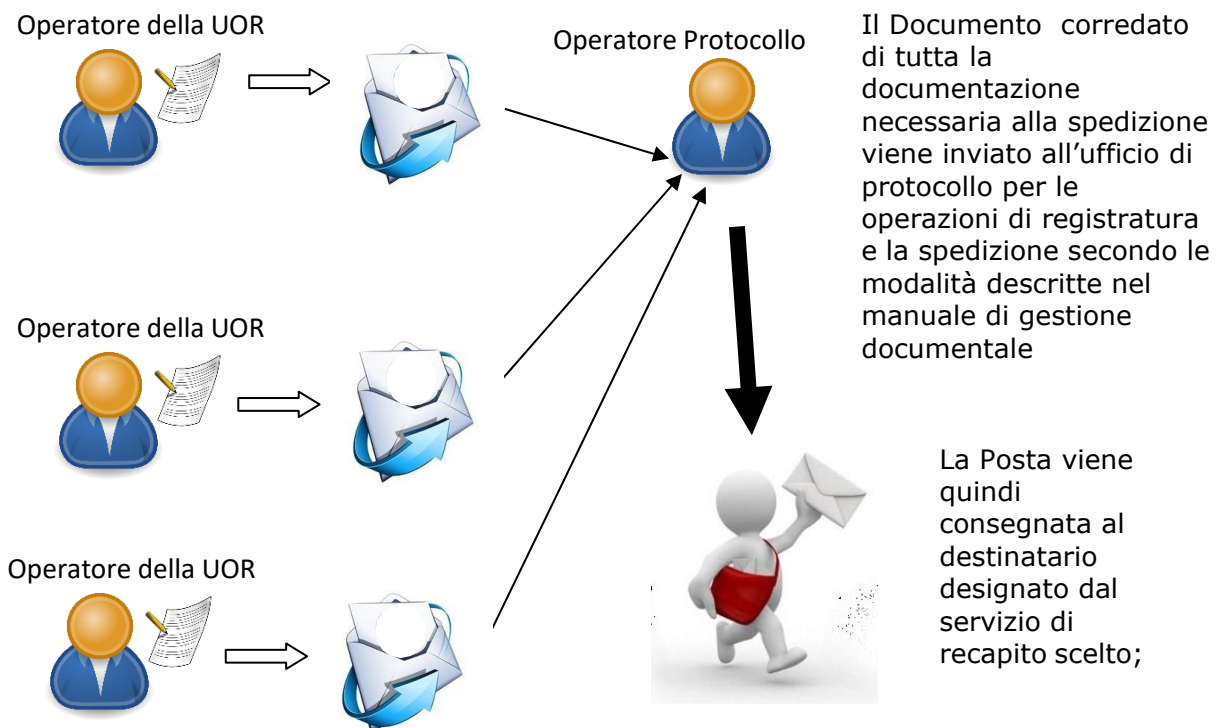 Operatore della UOR
Operatore Protocollo
Il Documento corredato
di tutta la
documentazione
necessaria alla spedizione
viene inviato all’ufficio di
protocollo per le
operazioni di registratura
e la spedizione secondo le
modalità descritte nel
manuale di gestione
documentale
Operatore della UOR
La Posta viene
quindi
consegnata al
destinatario
designato dal
servizio di
recapito scelto;
Operatore della UOR